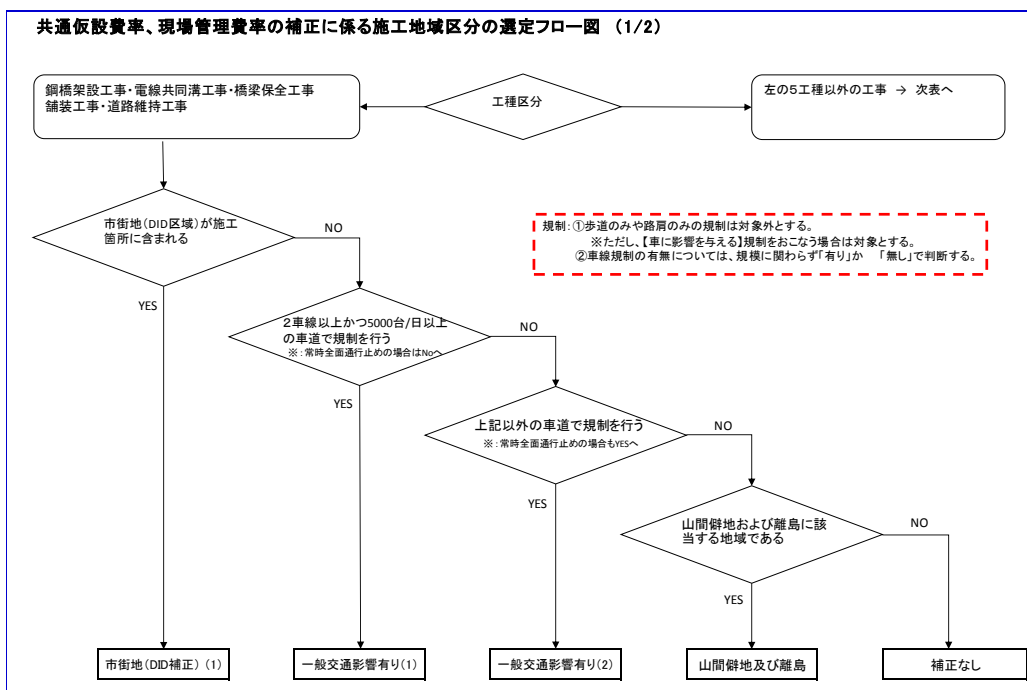 共通仮設費率、現場管理費率の補正に係る施工地域区分の選定フロー図 (1/2)
鋼橋架設工事・電線共同溝工事・橋梁保全工事
舗装工事・道路維持工事
工種区分
左の5工種以外の工事 → 次表へ
市街地(DID区域)が施工
箇所に含まれる
NO
規制:①歩道のみや路肩のみの規制は対象外とする。
※ただし、【車に影響を与える】規制をおこなう場合は対象とする。
②車線規制の有無については、規模に関わらず「有り」か 「無し」で判断する。
YES
2車線以上かつ5000台/日以上
の車道で規制を行う
※:常時全面通行止めの場合はNoへ
NO
YES
上記以外の車道で規制を行う
※:常時全面通行止めの場合もYESへ
NO
YES
山間僻地および離島に該
当する地域である
NO
YES
市街地(DID補正) (1)
一般交通影響有り(1)
一般交通影響有り(2)
山間僻地及び離島
補正なし